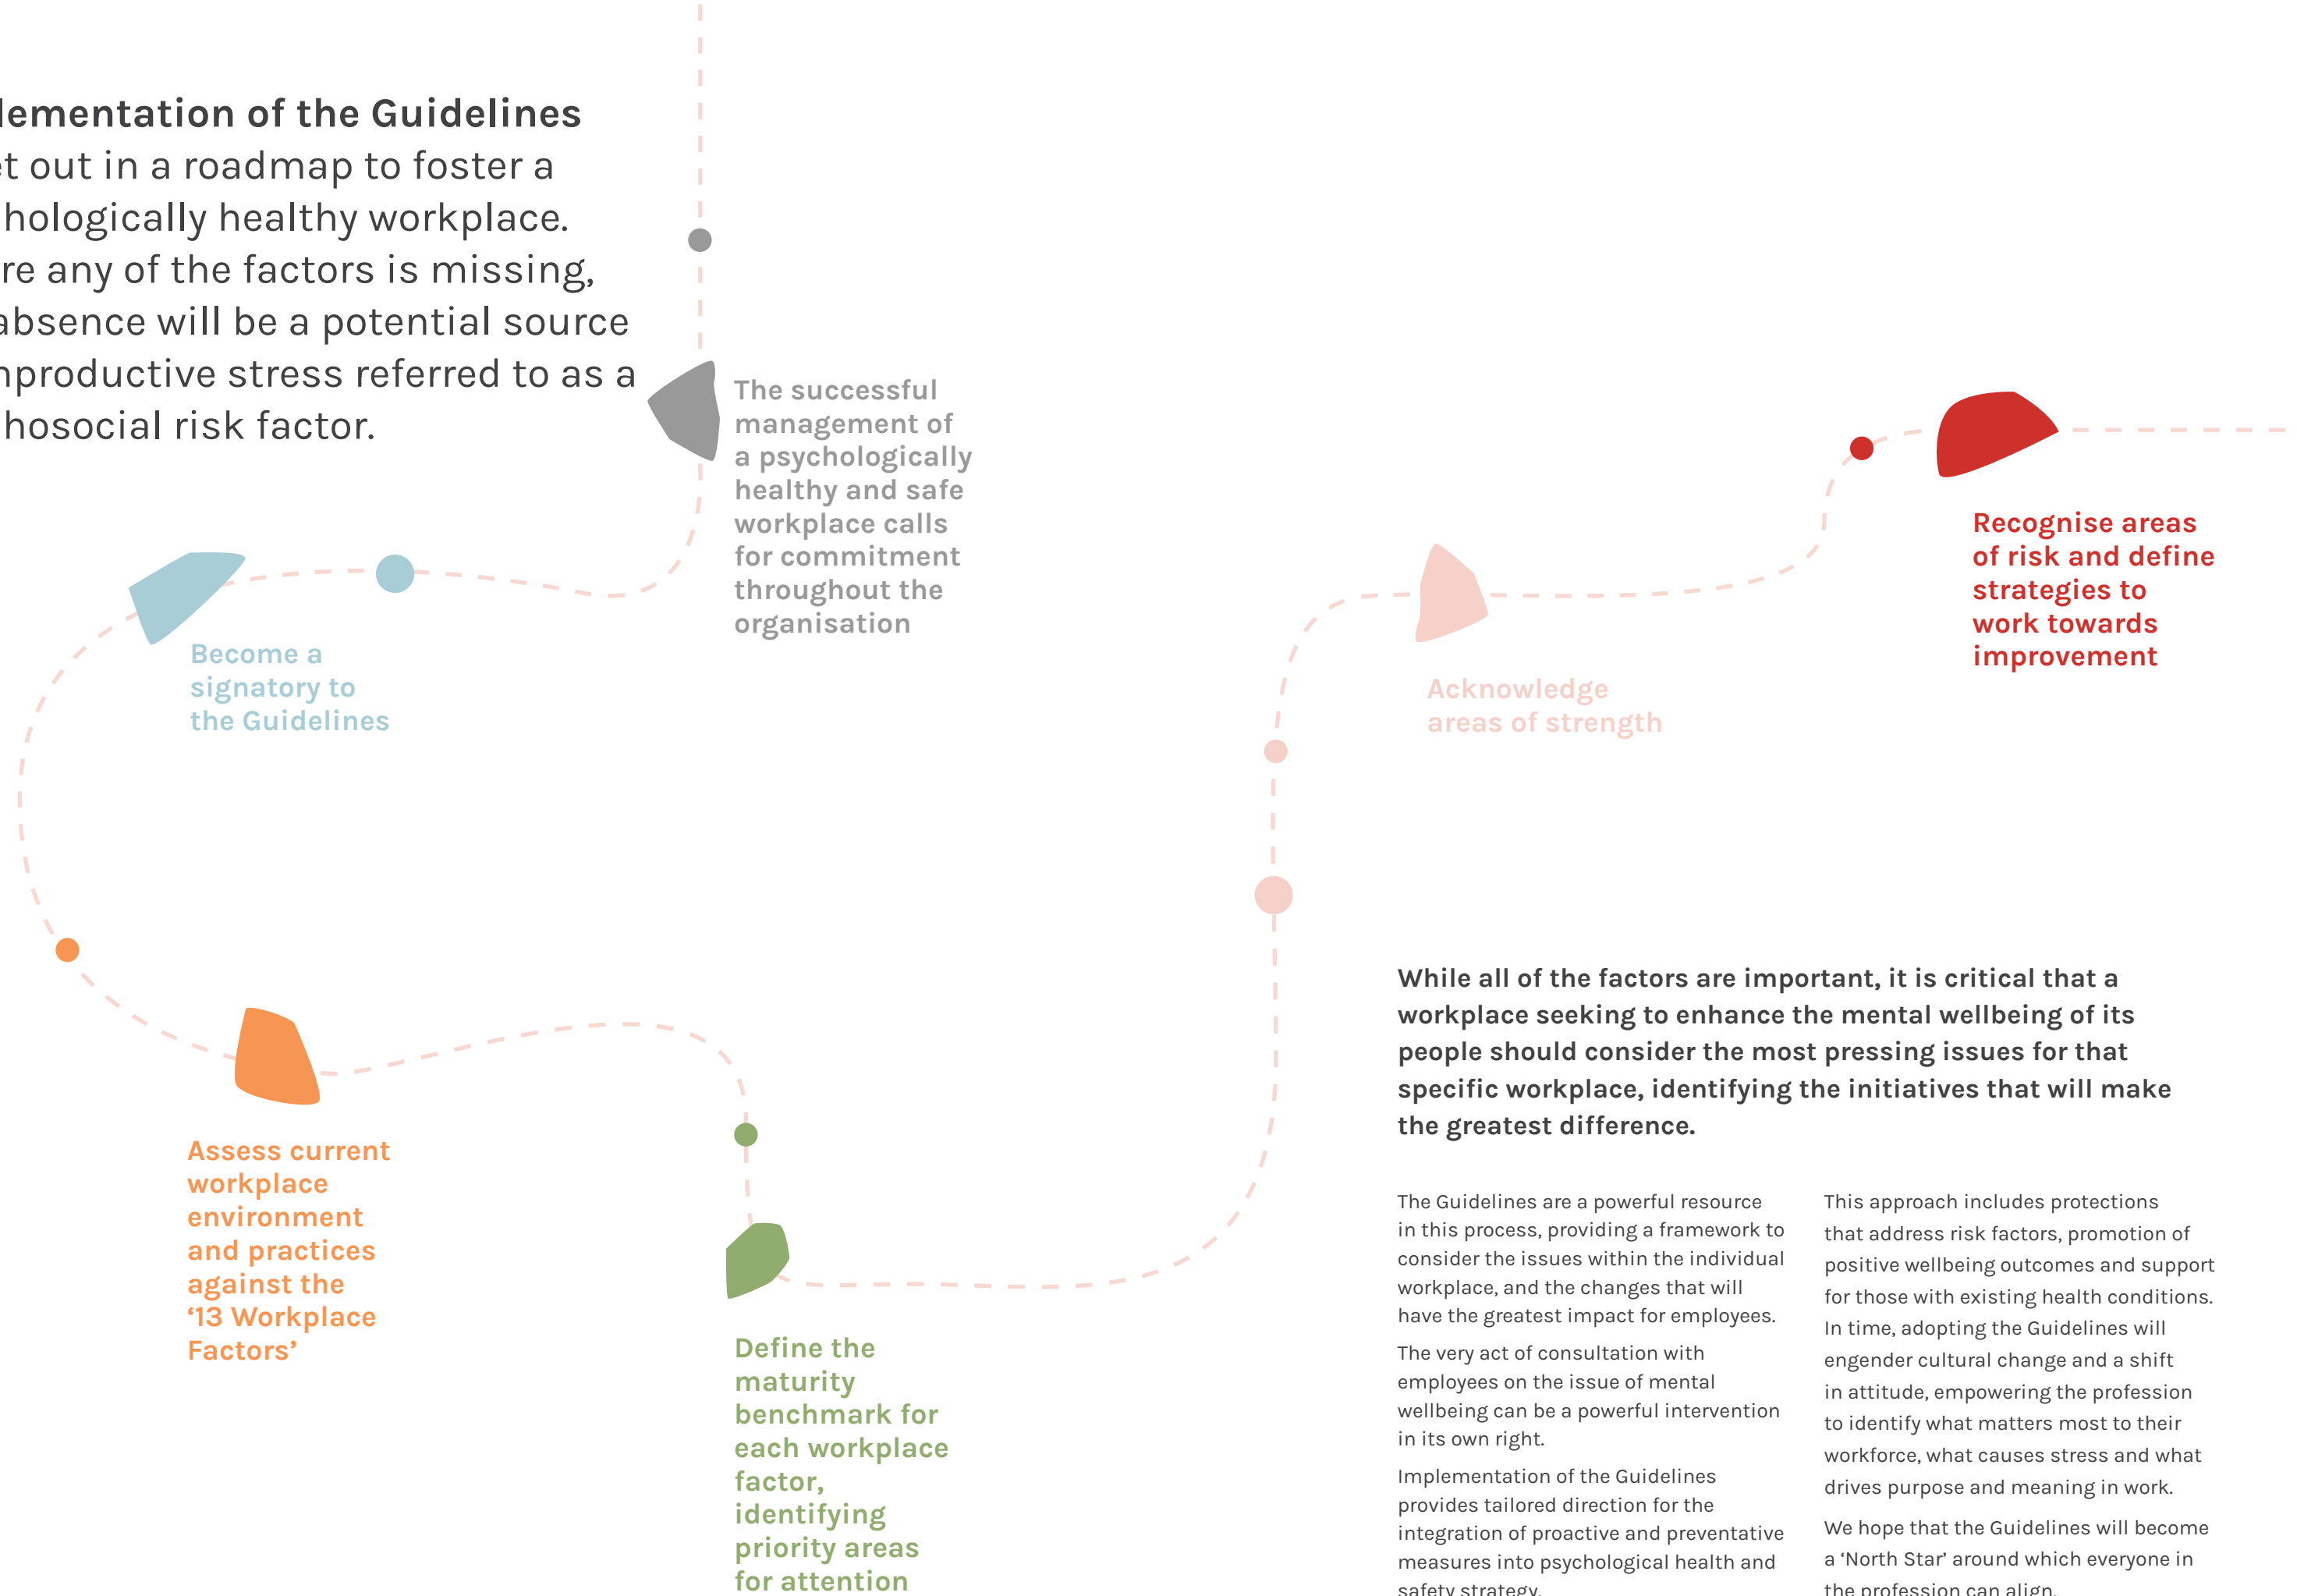 lementation of the Guidelines
t out in a roadmap to foster a
hologically healthy workplace.
re any of the factors is missing,
absence will be a potential source
nproductive stress referred to as a
hosocial risk factor.
The successful
management of
a psychologically
healthy and safe
workplace calls
for commitment
throughout the
organisation
Become a
signatory to
the Guidelines
Assess current
workplace
environment
and practices
against the
‘13 Workplace
Factors’
Define the
maturity
benchmark for
each workplace
factor,
identifying
priority areas
for attention
Acknowledge
areas of strength
Recognise areas
of risk and define
strategies to
work towards
improvement
While all of the factors are important, it is critical that a
workplace seeking to enhance the mental wellbeing of its
people should consider the most pressing issues for that
specific workplace, identifying the initiatives that will make
the greatest difference.
The Guidelines are a powerful resource
in this process, providing a framework to
consider the issues within the individual
workplace, and the changes that will
have the greatest impact for employees.
The very act of consultation with
employees on the issue of mental
wellbeing can be a powerful intervention
in its own right.
Implementation of the Guidelines
provides tailored direction for the
integration of proactive and preventative
measures into psychological health and
safety strategy.
This approach includes protections
that address risk factors, promotion of
positive wellbeing outcomes and support
for those with existing health conditions.
In time, adopting the Guidelines will
engender cultural change and a shift
in attitude, empowering the profession
to identify what matters most to their
workforce, what causes stress and what
drives purpose and meaning in work.
We hope that the Guidelines will become
a ‘North Star’ around which everyone in
the profession can align.